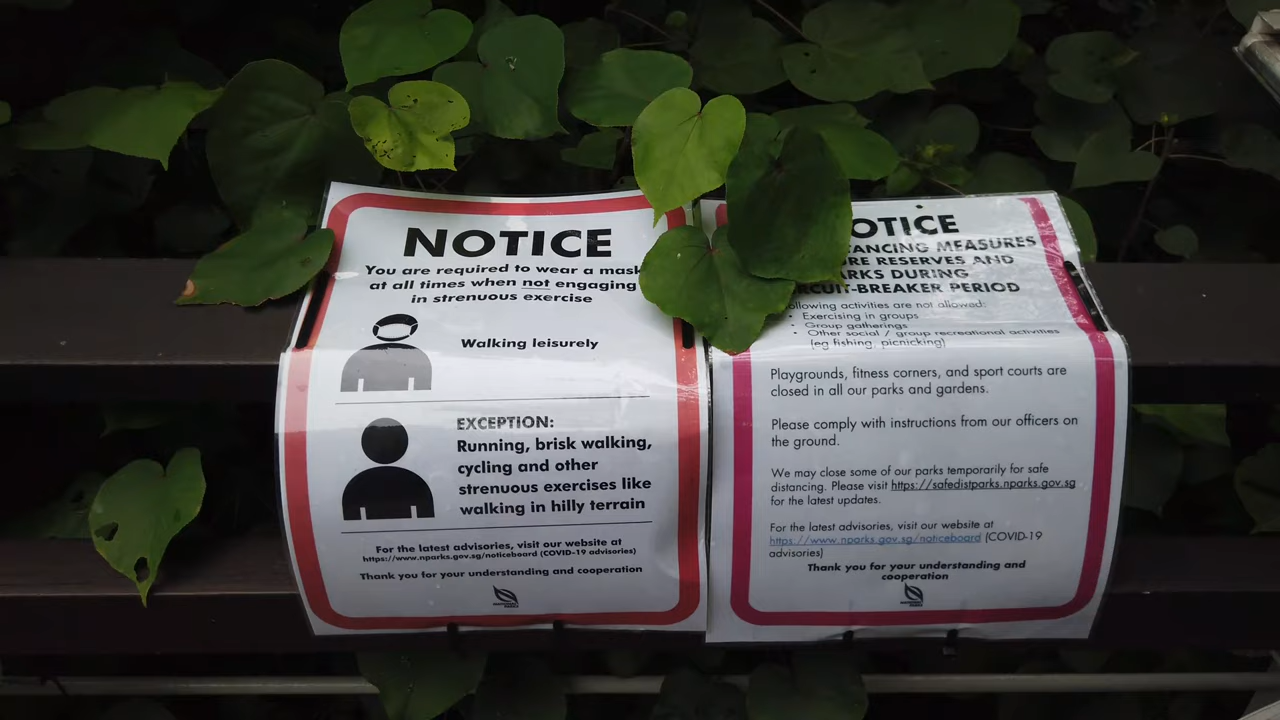 NOTICE
You are required to wear a mask
at all times when not engaging
in strenuous exercise
Walking leisurely
EXCEPTION:
Running, brisk walking,
cycling and other
strenuous exercises like
walking in hilly terrain
For the latest advisories, visit our website at
https://www.nparks.gov.sg/noticeboard (COVID-19 advisories)
Thank you for your understanding and cooperation
OTICE
TANCING MEASURES
RE RESERVES AND
ARKS DURING
RCUIT-BREAKER PERIOD
ollowing activities are not allowed:
• Exercising in groups
• Group gatherings
• Other social / group recreational activities
(eg fishing, picnicking)
Playgrounds, fitness corners, and sport courts are
closed in all our parks and gardens.
Please comply with instructions from our officers on
the ground.
We may close some of our parks temporarily for safe
distancing. Please visit https://safedistparks.nparks.gov.sg
for the latest updates.
For the latest advisories, visit our website at
https://www.nparks.gov.sg/noticeboard (COVID-19
advisories)
Thank you for your understanding and
cooperation